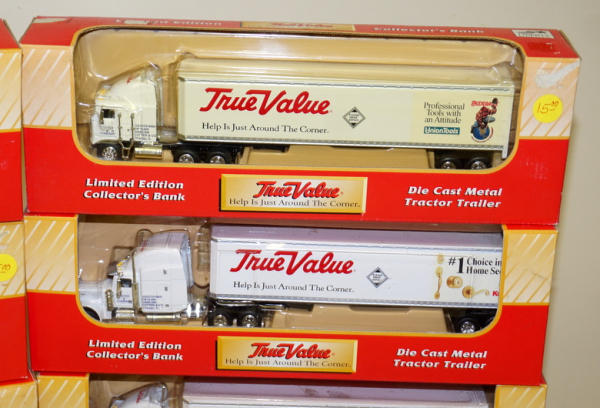 Limited Edition
Collector's Bank
15.00
True Value
Help Is Just Around The Corner.
Professional
Tools with
an Attitude
UnionTools
Limited Edition
Collector's Bank
True Value
Help Is Just Around The Corner.
Die Cast Metal
Tractor Trailer
True Value
Help Is Just Around The Corner.
#1 Choice in
Home Se
Limited Edition
Collector's Bank
True Value
Help Is Just Around The Corner.
Die Cast Metal
Tractor Trailer